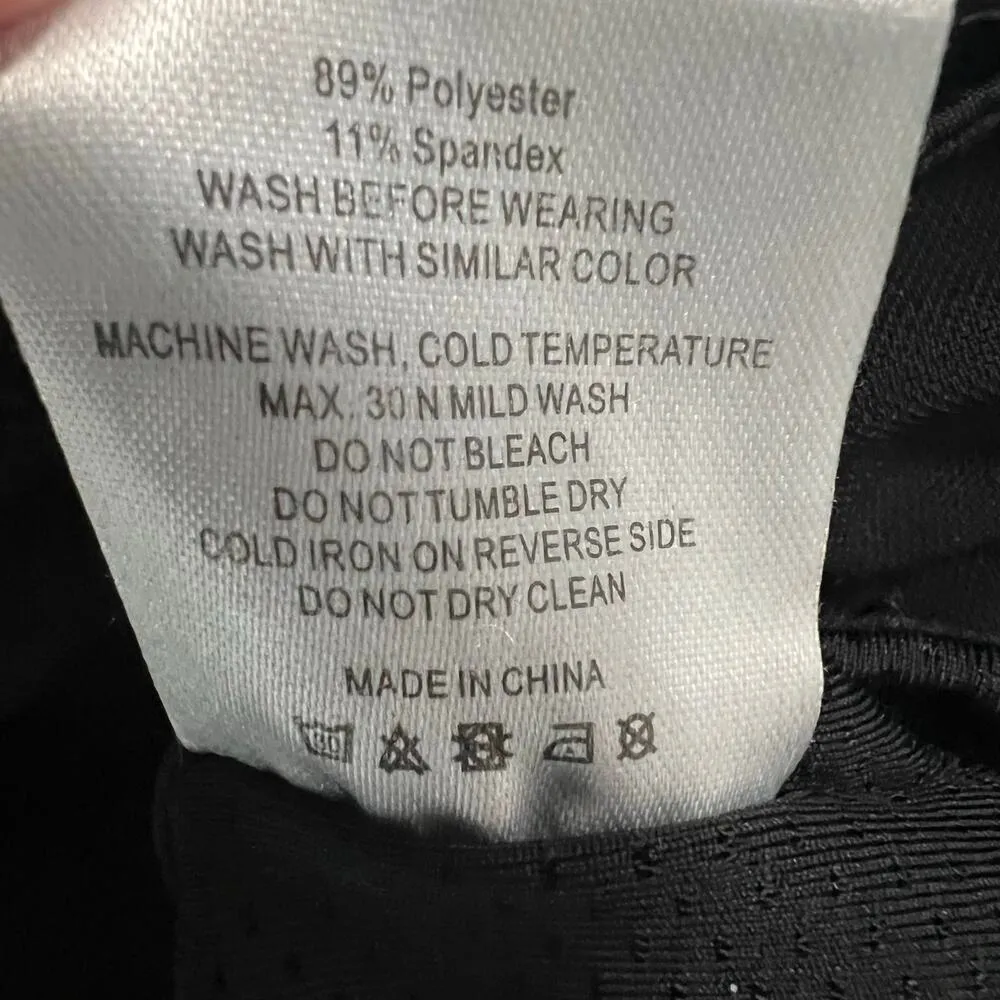 89% Polyester
11% Spandex
WASH BEFORE WEARING
WASH WITH SIMILAR COLOR
MACHINE WASH, COLD TEMPERATURE
MAX. 30 N MILD WASH
DO NOT BLEACH
DO NOT TUMBLE DRY
COLD IRON ON REVERSE SIDE
DO NOT DRY CLEAN
MADE IN CHINA
30